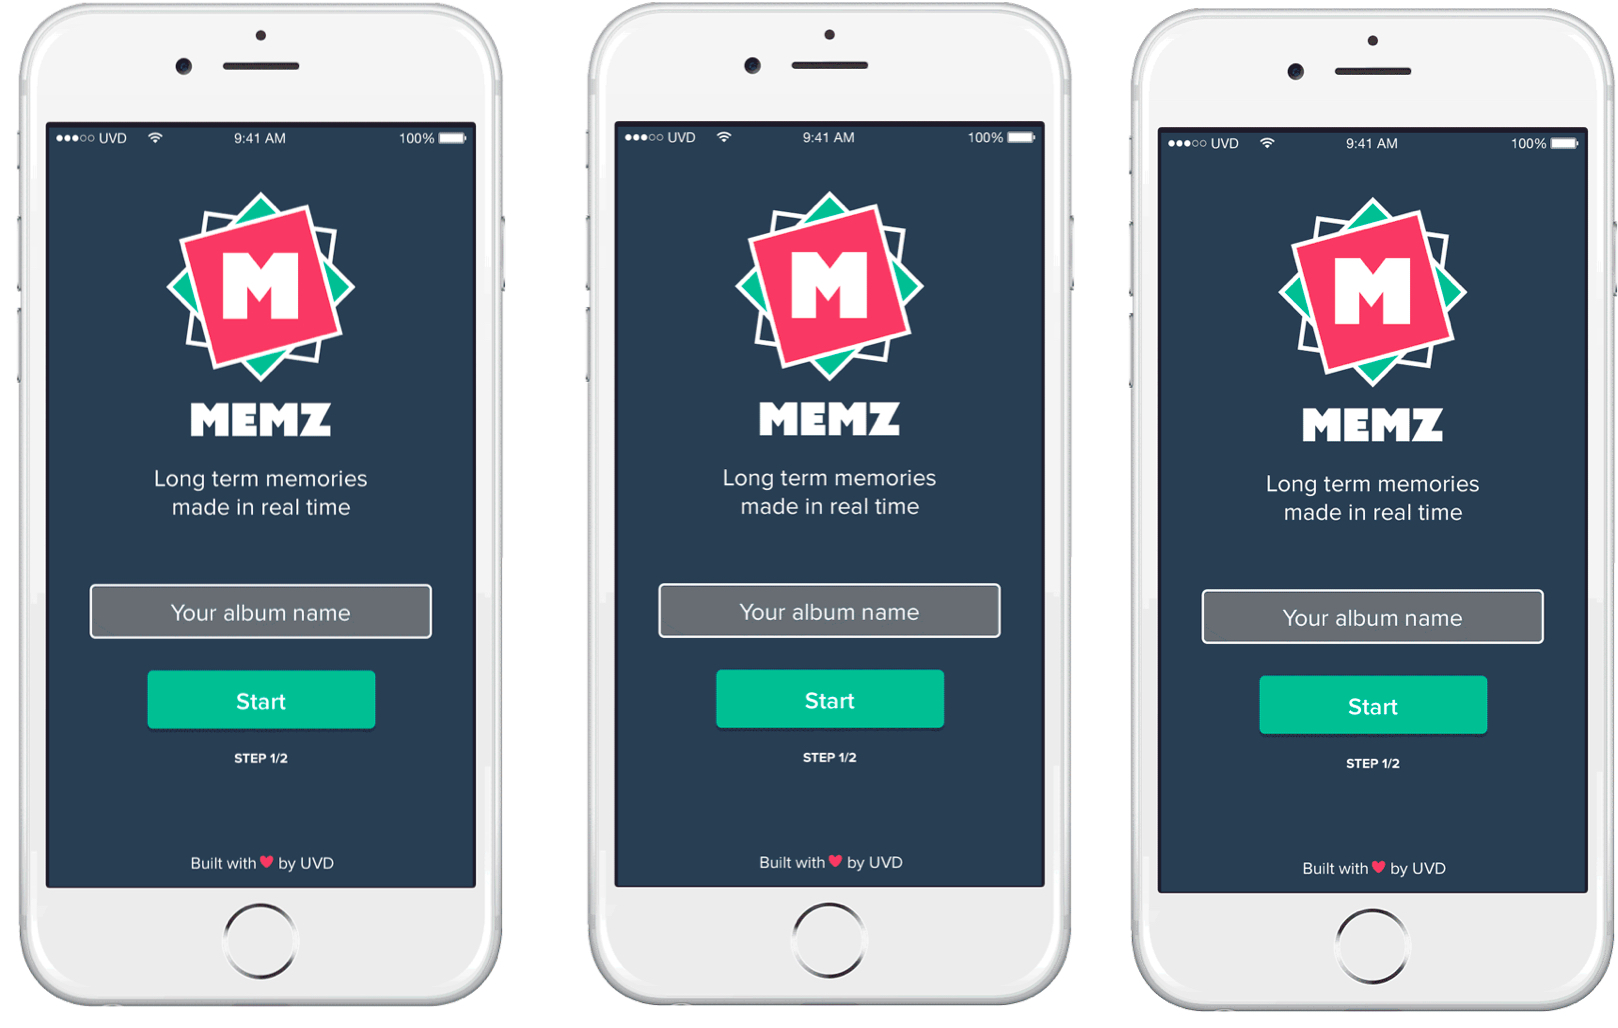 UVD 9:41 AM 100%
M
MEMZ
Long term memories
made in real time
Your album name
Start
STEP 1/2
Built with ❤ by UVD
UVD 9:41 AM 100%
M
MEMZ
Long term memories
made in real time
Your album name
Start
STEP 1/2
Built with ❤ by UVD
UVD 9:41 AM 100%
M
MEMZ
Long term memories
made in real time
Your album name
Start
STEP 1/2
Built with ❤ by UVD